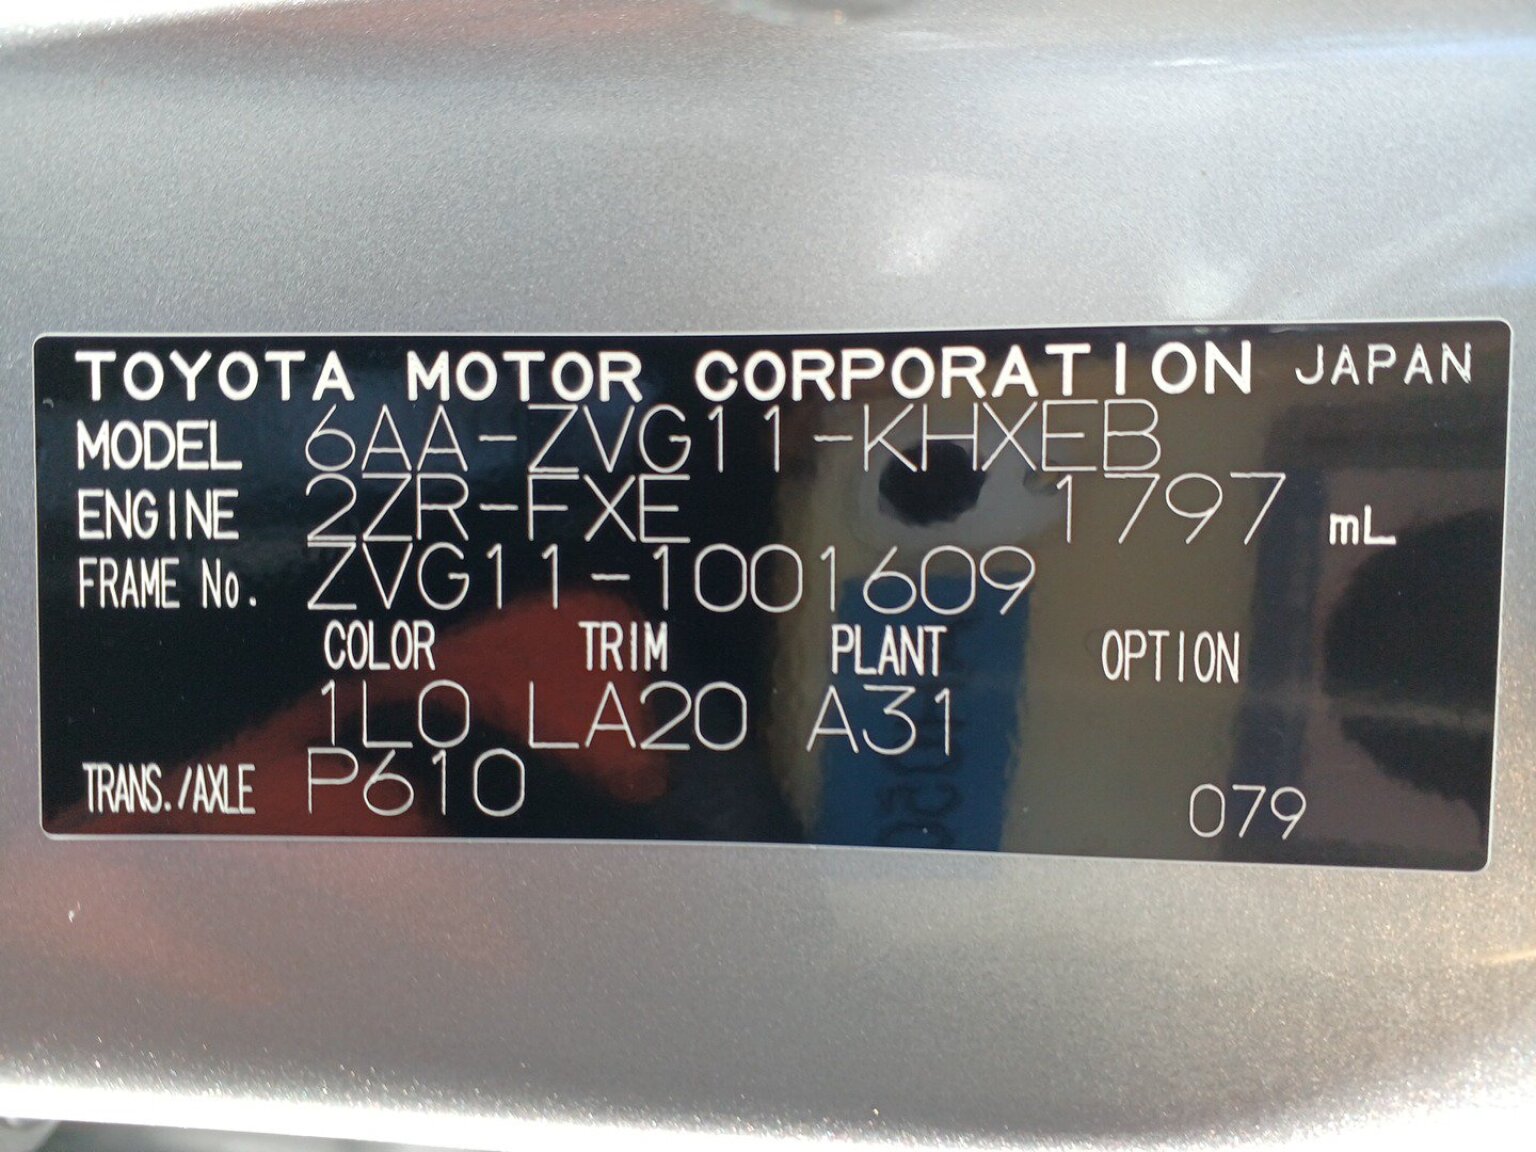 TOYOTA MOTOR CORPORATION JAPAN
MODEL 6AA-ZVG11-KHXEB
ENGINE 2ZR-FXE 1797 mL
FRAME No. ZVG11-1001609
COLOR TRIM PLANT OPTION
1L0 LA20 A31
TRANS./AXLE P610
079